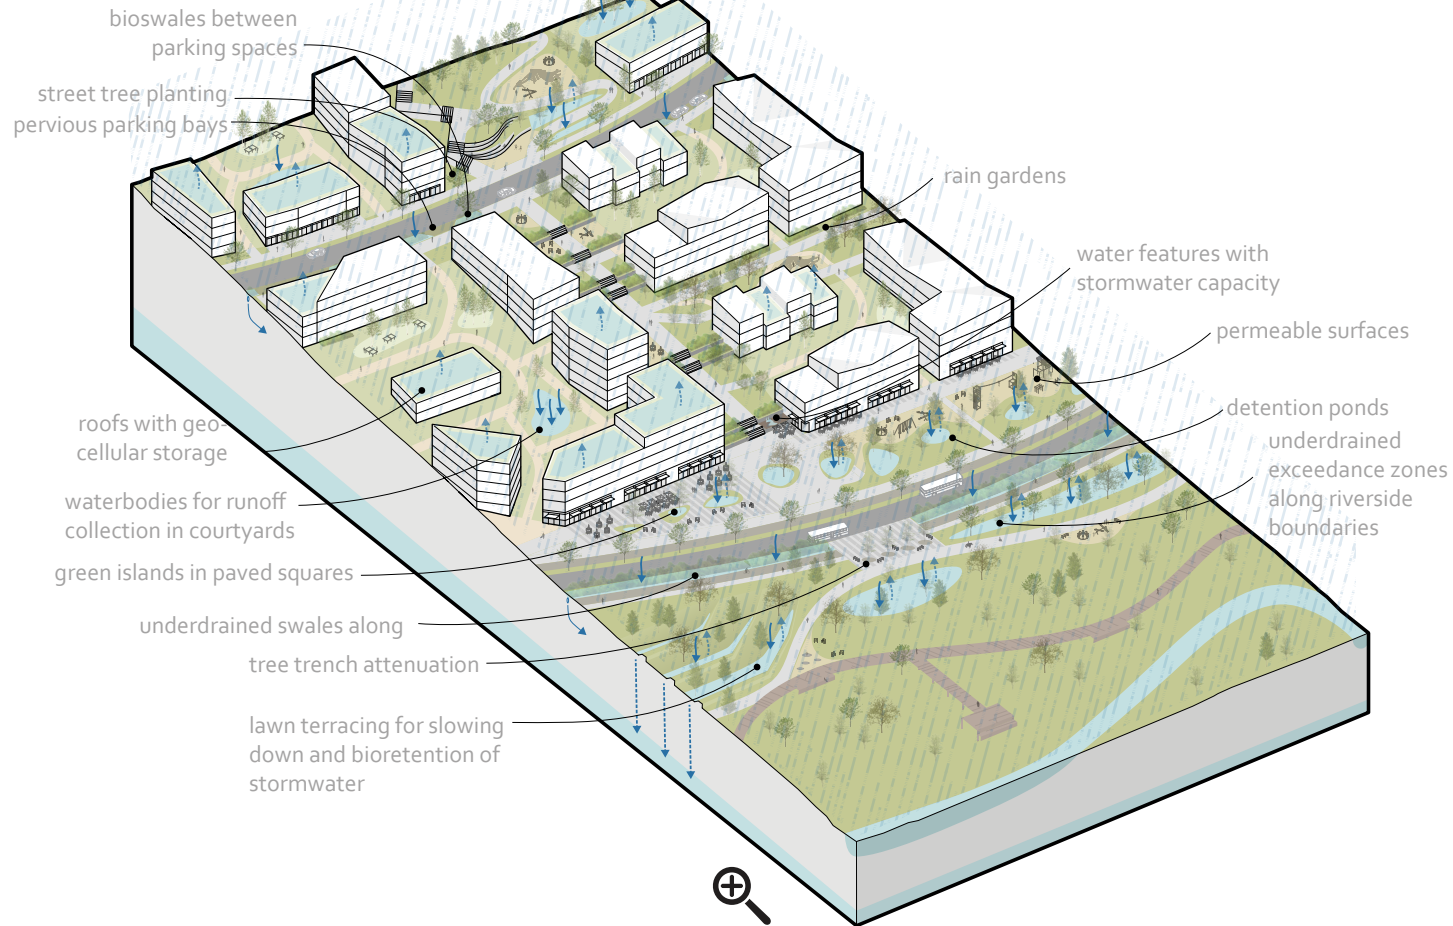 bioswales between
parking spaces
street tree planting
pervious parking bays
rain gardens
water features with
stormwater capacity
permeable surfaces
detention ponds
underdrained
exceedance zones
along riverside
boundaries
roofs with geo-
cellular storage
waterbodies for runoff
collection in courtyards
green islands in paved squares
underdrained swales along
tree trench attenuation
lawn terracing for slowing
down and bioretention of
stormwater